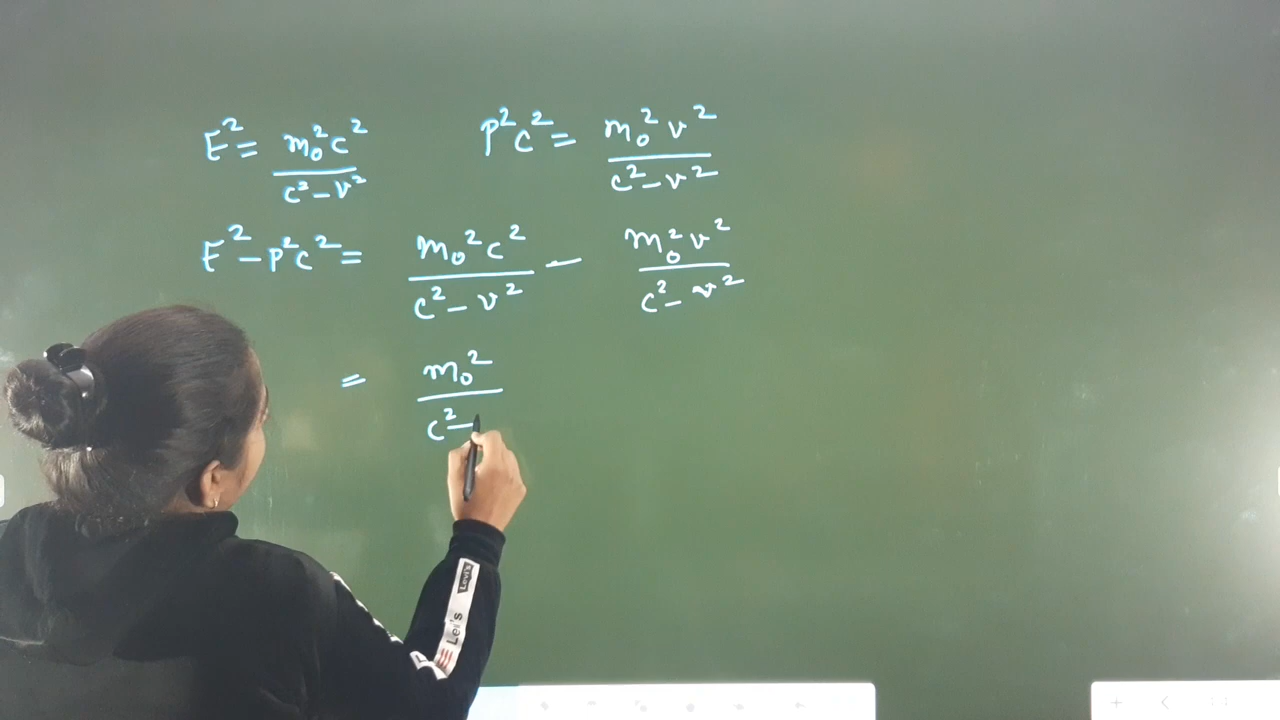 E² = m₀²c² / c² – v²    P²c² = m₀²v² / c² – v²
E² – P²c² = m₀²c² / c² – v² – m₀²v² / c² – v²
= m₀² / c² –
Levi's
Levi's